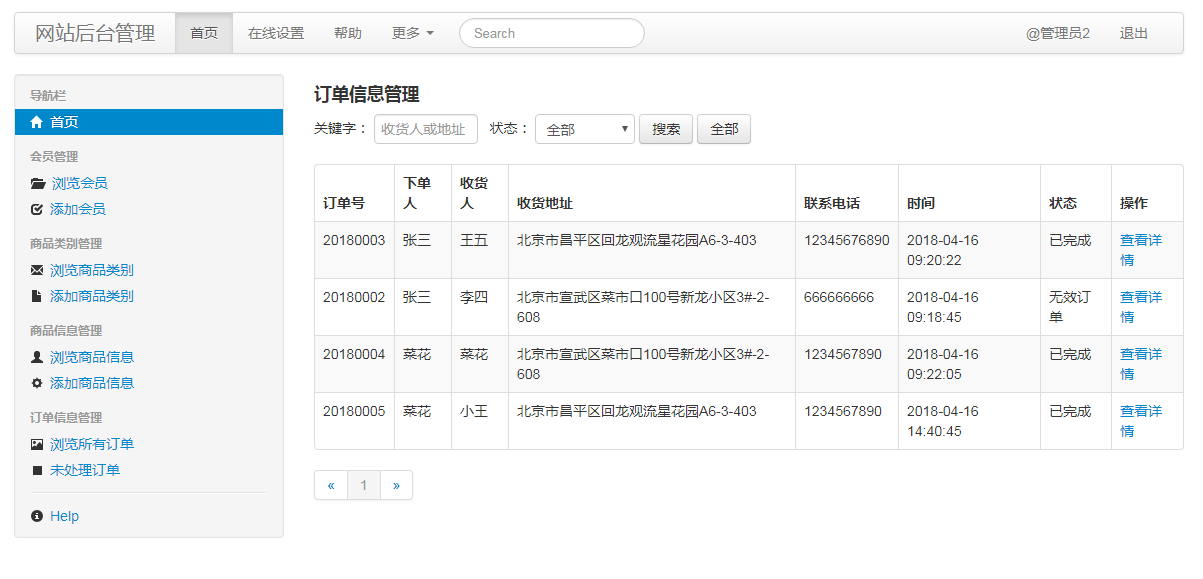 网站后台管理 首页 在线设置 帮助 更多 Search @管理员2 退出
导航栏
首页
会员管理
浏览会员
添加会员
商品类别管理
浏览商品类别
添加商品类别
商品信息管理
浏览商品信息
添加商品信息
订单信息管理
浏览所有订单
未处理订单
Help
订单信息管理
关键字： 收货人或地址 状态： 全部 搜索 全部
订单号 下单人 收货人 收货地址 联系电话 时间 状态 操作
20180003 张三 王五 北京市昌平区回龙观流星花园A6-3-403 12345676890 2018-04-16 已完成 查看详
09:20:22 情
20180002 张三 李四 北京市宣武区菜市口100号新龙小区3#-2- 666666666 2018-04-16 无效订 查看详
608 09:18:45 单 情
20180004 菜花 菜花 北京市宣武区菜市口100号新龙小区3#-2- 1234567890 2018-04-16 已完成 查看详
608 09:22:05 情
20180005 菜花 小王 北京市昌平区回龙观流星花园A6-3-403 1234567890 2018-04-16 已完成 查看详
14:40:45 情
« 1 »